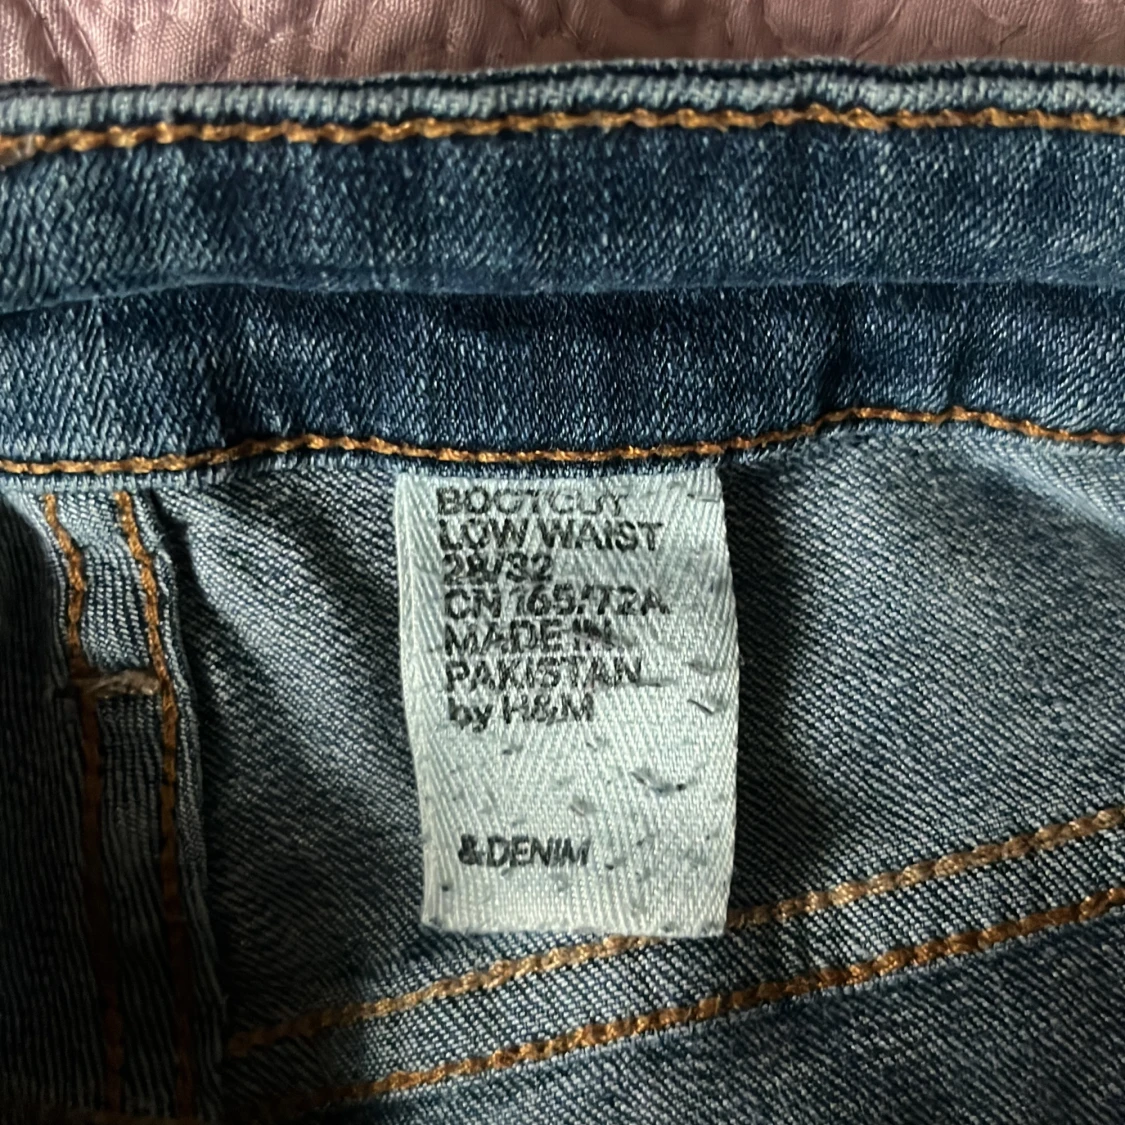 BOOTCUT
LOW WAIST
28/32
CN 165/72A
MADE IN
PAKISTAN
by H&M
&DENIM